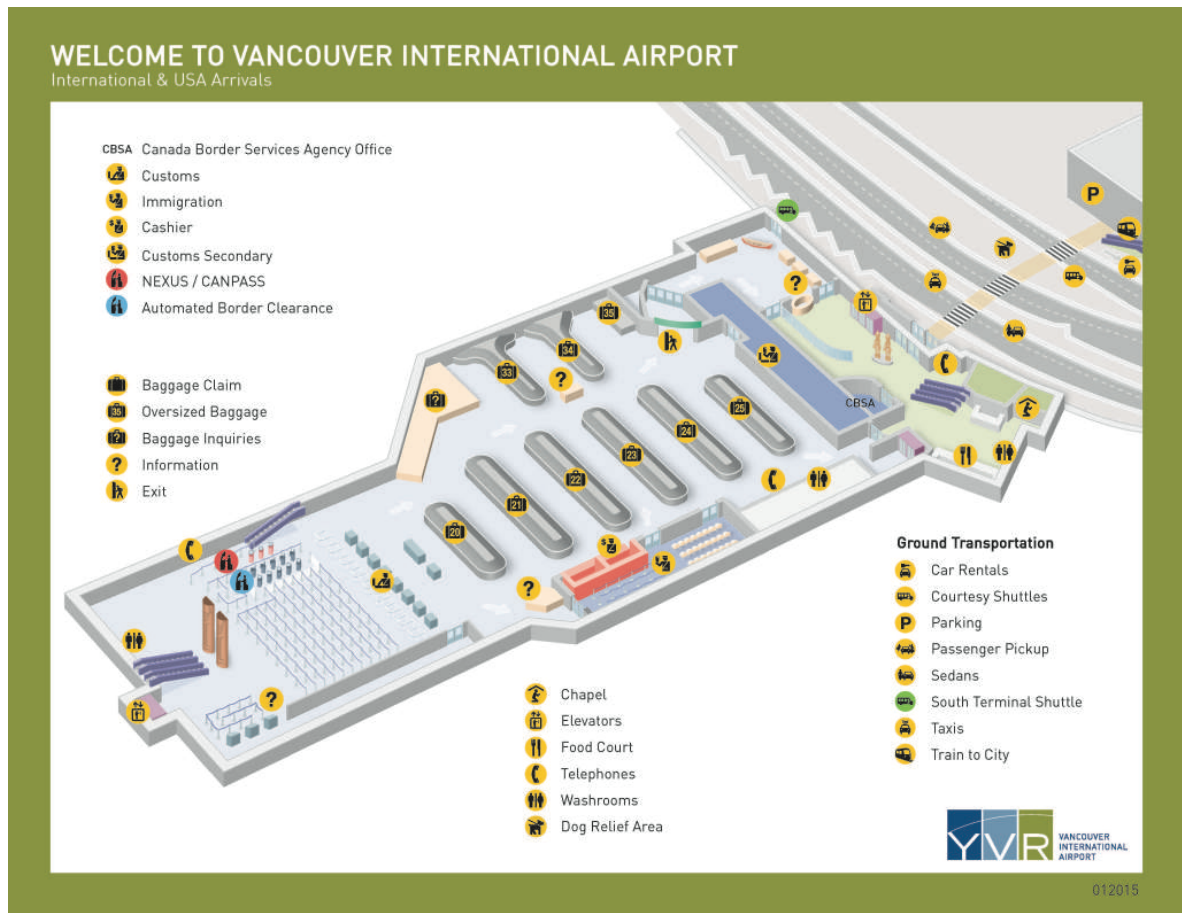 WELCOME TO VANCOUVER INTERNATIONAL AIRPORT
International & USA Arrivals
CBSA Canada Border Services Agency Office
Customs
Immigration
Cashier
Customs Secondary
NEXUS / CANPASS
Automated Border Clearance
Baggage Claim
35 Oversized Baggage
? Baggage Inquiries
? Information
Exit
P
?
35
34
33
?
?
CBSA
25
24
23
22
21
20
$
?
?
Ground Transportation
Car Rentals
Courtesy Shuttles
P Parking
Passenger Pickup
Sedans
South Terminal Shuttle
Taxis
Train to City
Chapel
Elevators
Food Court
Telephones
Washrooms
Dog Relief Area
YVR
VANCOUVER
INTERNATIONAL
AIRPORT
012015